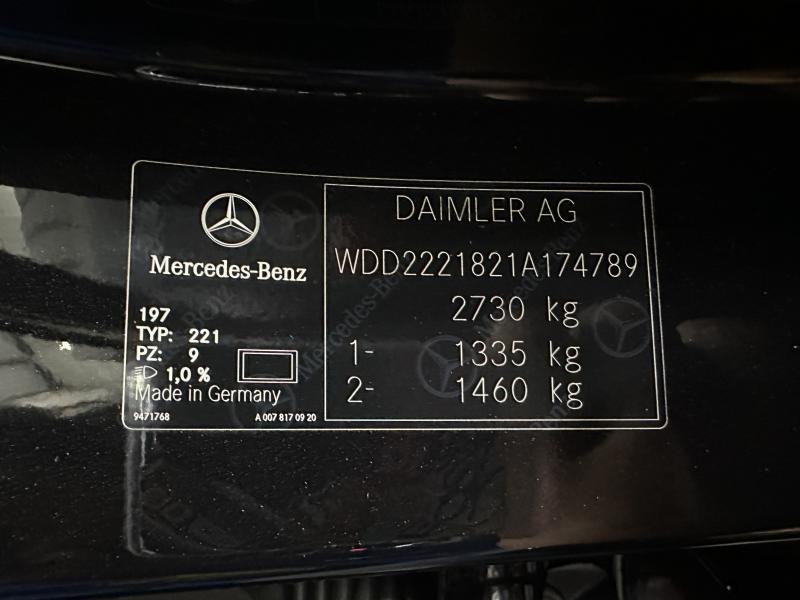 Mercedes-Benz
197
TYP: 221
PZ: 9
1,0 %
Made in Germany
9471768 A 007 817 09 20
DAIMLER AG
WDD2221821A174789
2730 kg
1- 1335 kg
2- 1460 kg